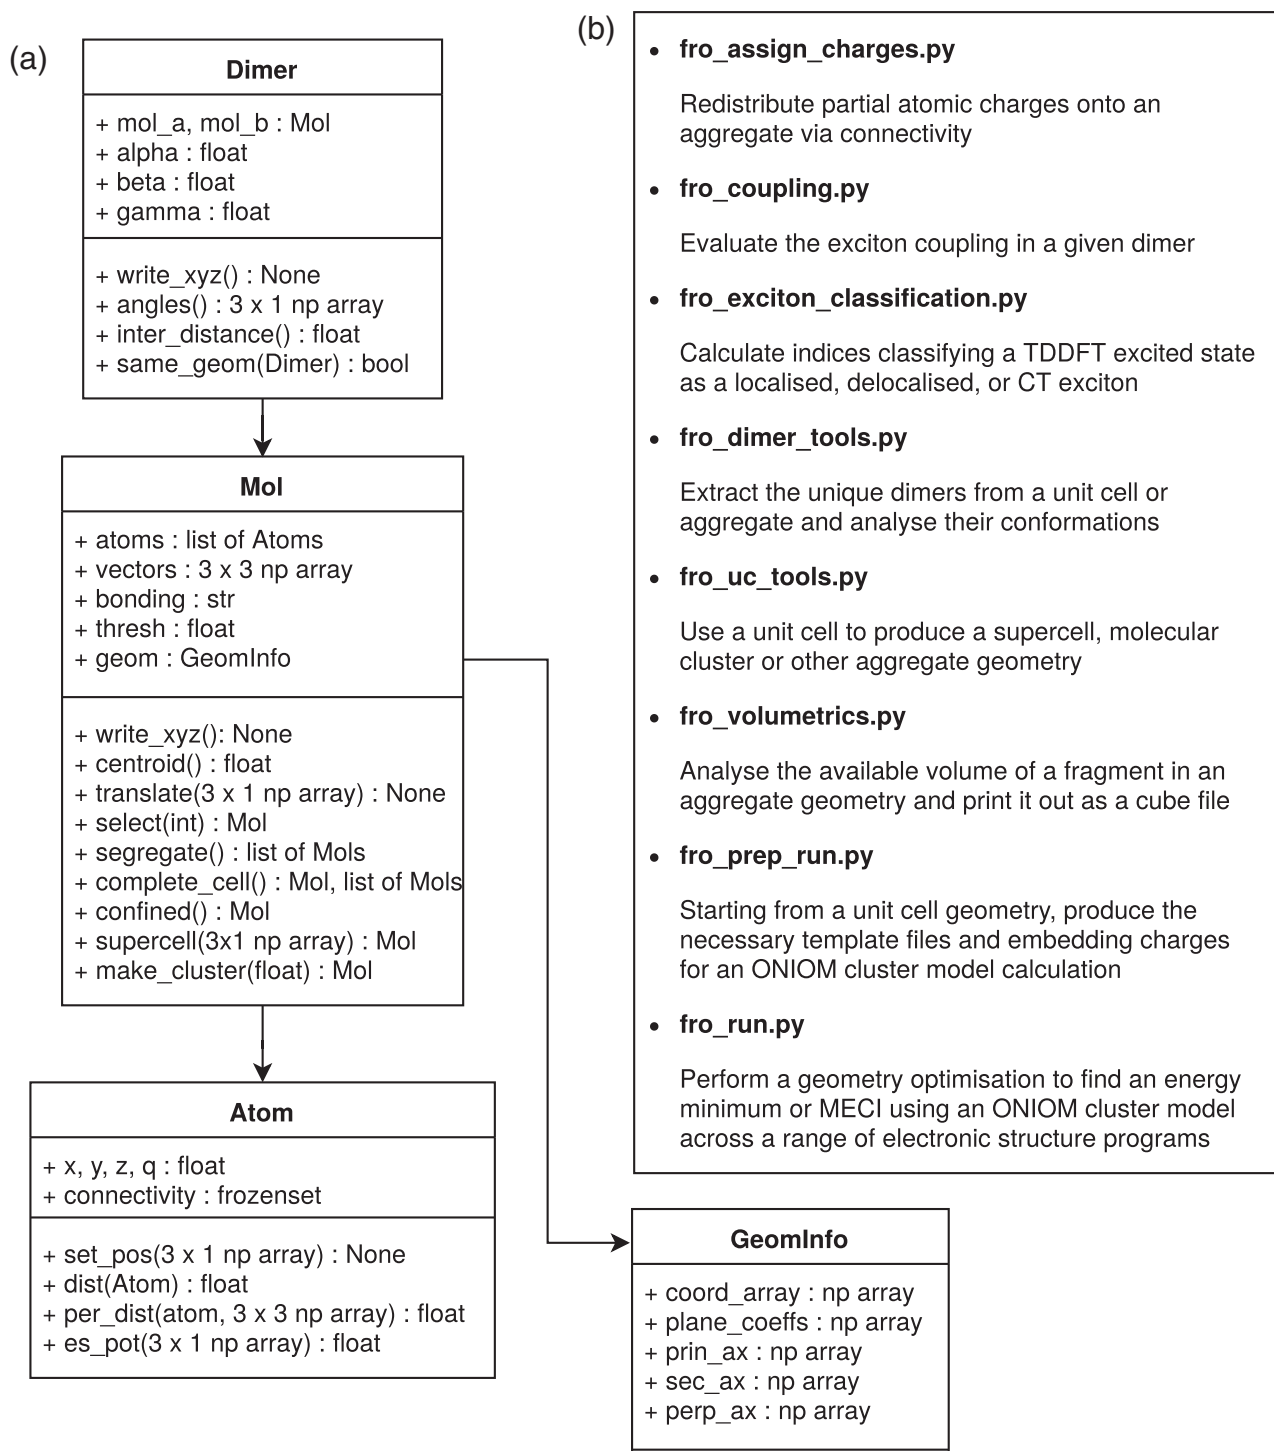 (a)
Dimer
+ mol_a, mol_b : Mol
+ alpha : float
+ beta : float
+ gamma : float
+ write_xyz() : None
+ angles() : 3 x 1 np array
+ inter_distance() : float
+ same_geom(Dimer) : bool
Mol
+ atoms : list of Atoms
+ vectors : 3 x 3 np array
+ bonding : str
+ thresh : float
+ geom : GeomInfo
+ write_xyz(): None
+ centroid() : float
+ translate(3 x 1 np array) : None
+ select(int) : Mol
+ segregate() : list of Mols
+ complete_cell() : Mol, list of Mols
+ confined() : Mol
+ supercell(3x1 np array) : Mol
+ make_cluster(float) : Mol
Atom
+ x, y, z, q : float
+ connectivity : frozenset
+ set_pos(3 x 1 np array) : None
+ dist(Atom) : float
+ per_dist(atom, 3 x 3 np array) : float
+ es_pot(3 x 1 np array) : float
(b)
• fro_assign_charges.py
Redistribute partial atomic charges onto an
aggregate via connectivity
• fro_coupling.py
Evaluate the exciton coupling in a given dimer
• fro_exciton_classification.py
Calculate indices classifying a TDDFT excited state
as a localised, delocalised, or CT exciton
• fro_dimer_tools.py
Extract the unique dimers from a unit cell or
aggregate and analyse their conformations
• fro_uc_tools.py
Use a unit cell to produce a supercell, molecular
cluster or other aggregate geometry
• fro_volumetrics.py
Analyse the available volume of a fragment in an
aggregate geometry and print it out as a cube file
• fro_prep_run.py
Starting from a unit cell geometry, produce the
necessary template files and embedding charges
for an ONIOM cluster model calculation
• fro_run.py
Perform a geometry optimisation to find an energy
minimum or MECI using an ONIOM cluster model
across a range of electronic structure programs
GeomInfo
+ coord_array : np array
+ plane_coeffs : np array
+ prin_ax : np array
+ sec_ax : np array
+ perp_ax : np array